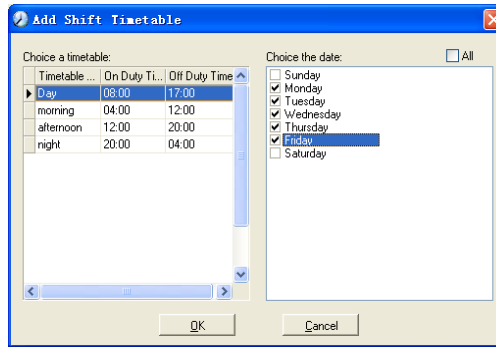 Add Shift Timetable
Choice a timetable:
Choice the date:
All
Timetable ... On Duty Ti... Off Duty Time
Day 08:00 17:00
morning 04:00 12:00
afternoon 12:00 20:00
night 20:00 04:00
Sunday
Monday
Tuesday
Wednesday
Thursday
Friday
Saturday
OK
Cancel